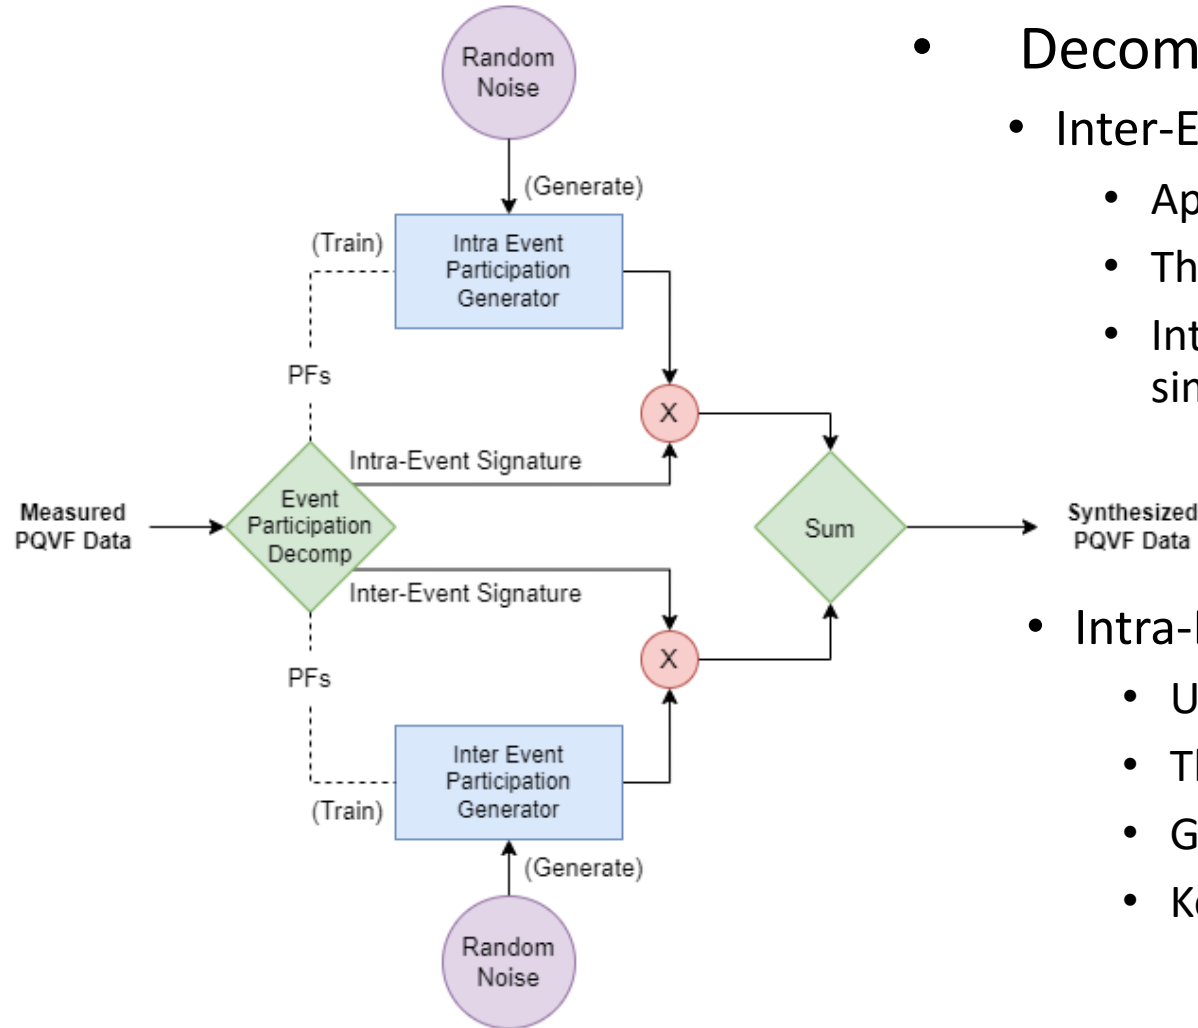 Random
Noise
(Generate)
(Train)
Intra Event
Participation
Generator
PFs
X
Intra-Event Signature
Measured
PQVF Data
Event
Participation
Decomp
Sum
Synthesized
PQVF Data
Inter-Event Signature
X
PFs
Inter Event
Participation
Generator
(Train)
(Generate)
Random
Noise
• Decom
• Inter-E
• Ap
• Th
• Int
sin
• Intra-
• U
• Tl
• G
• K